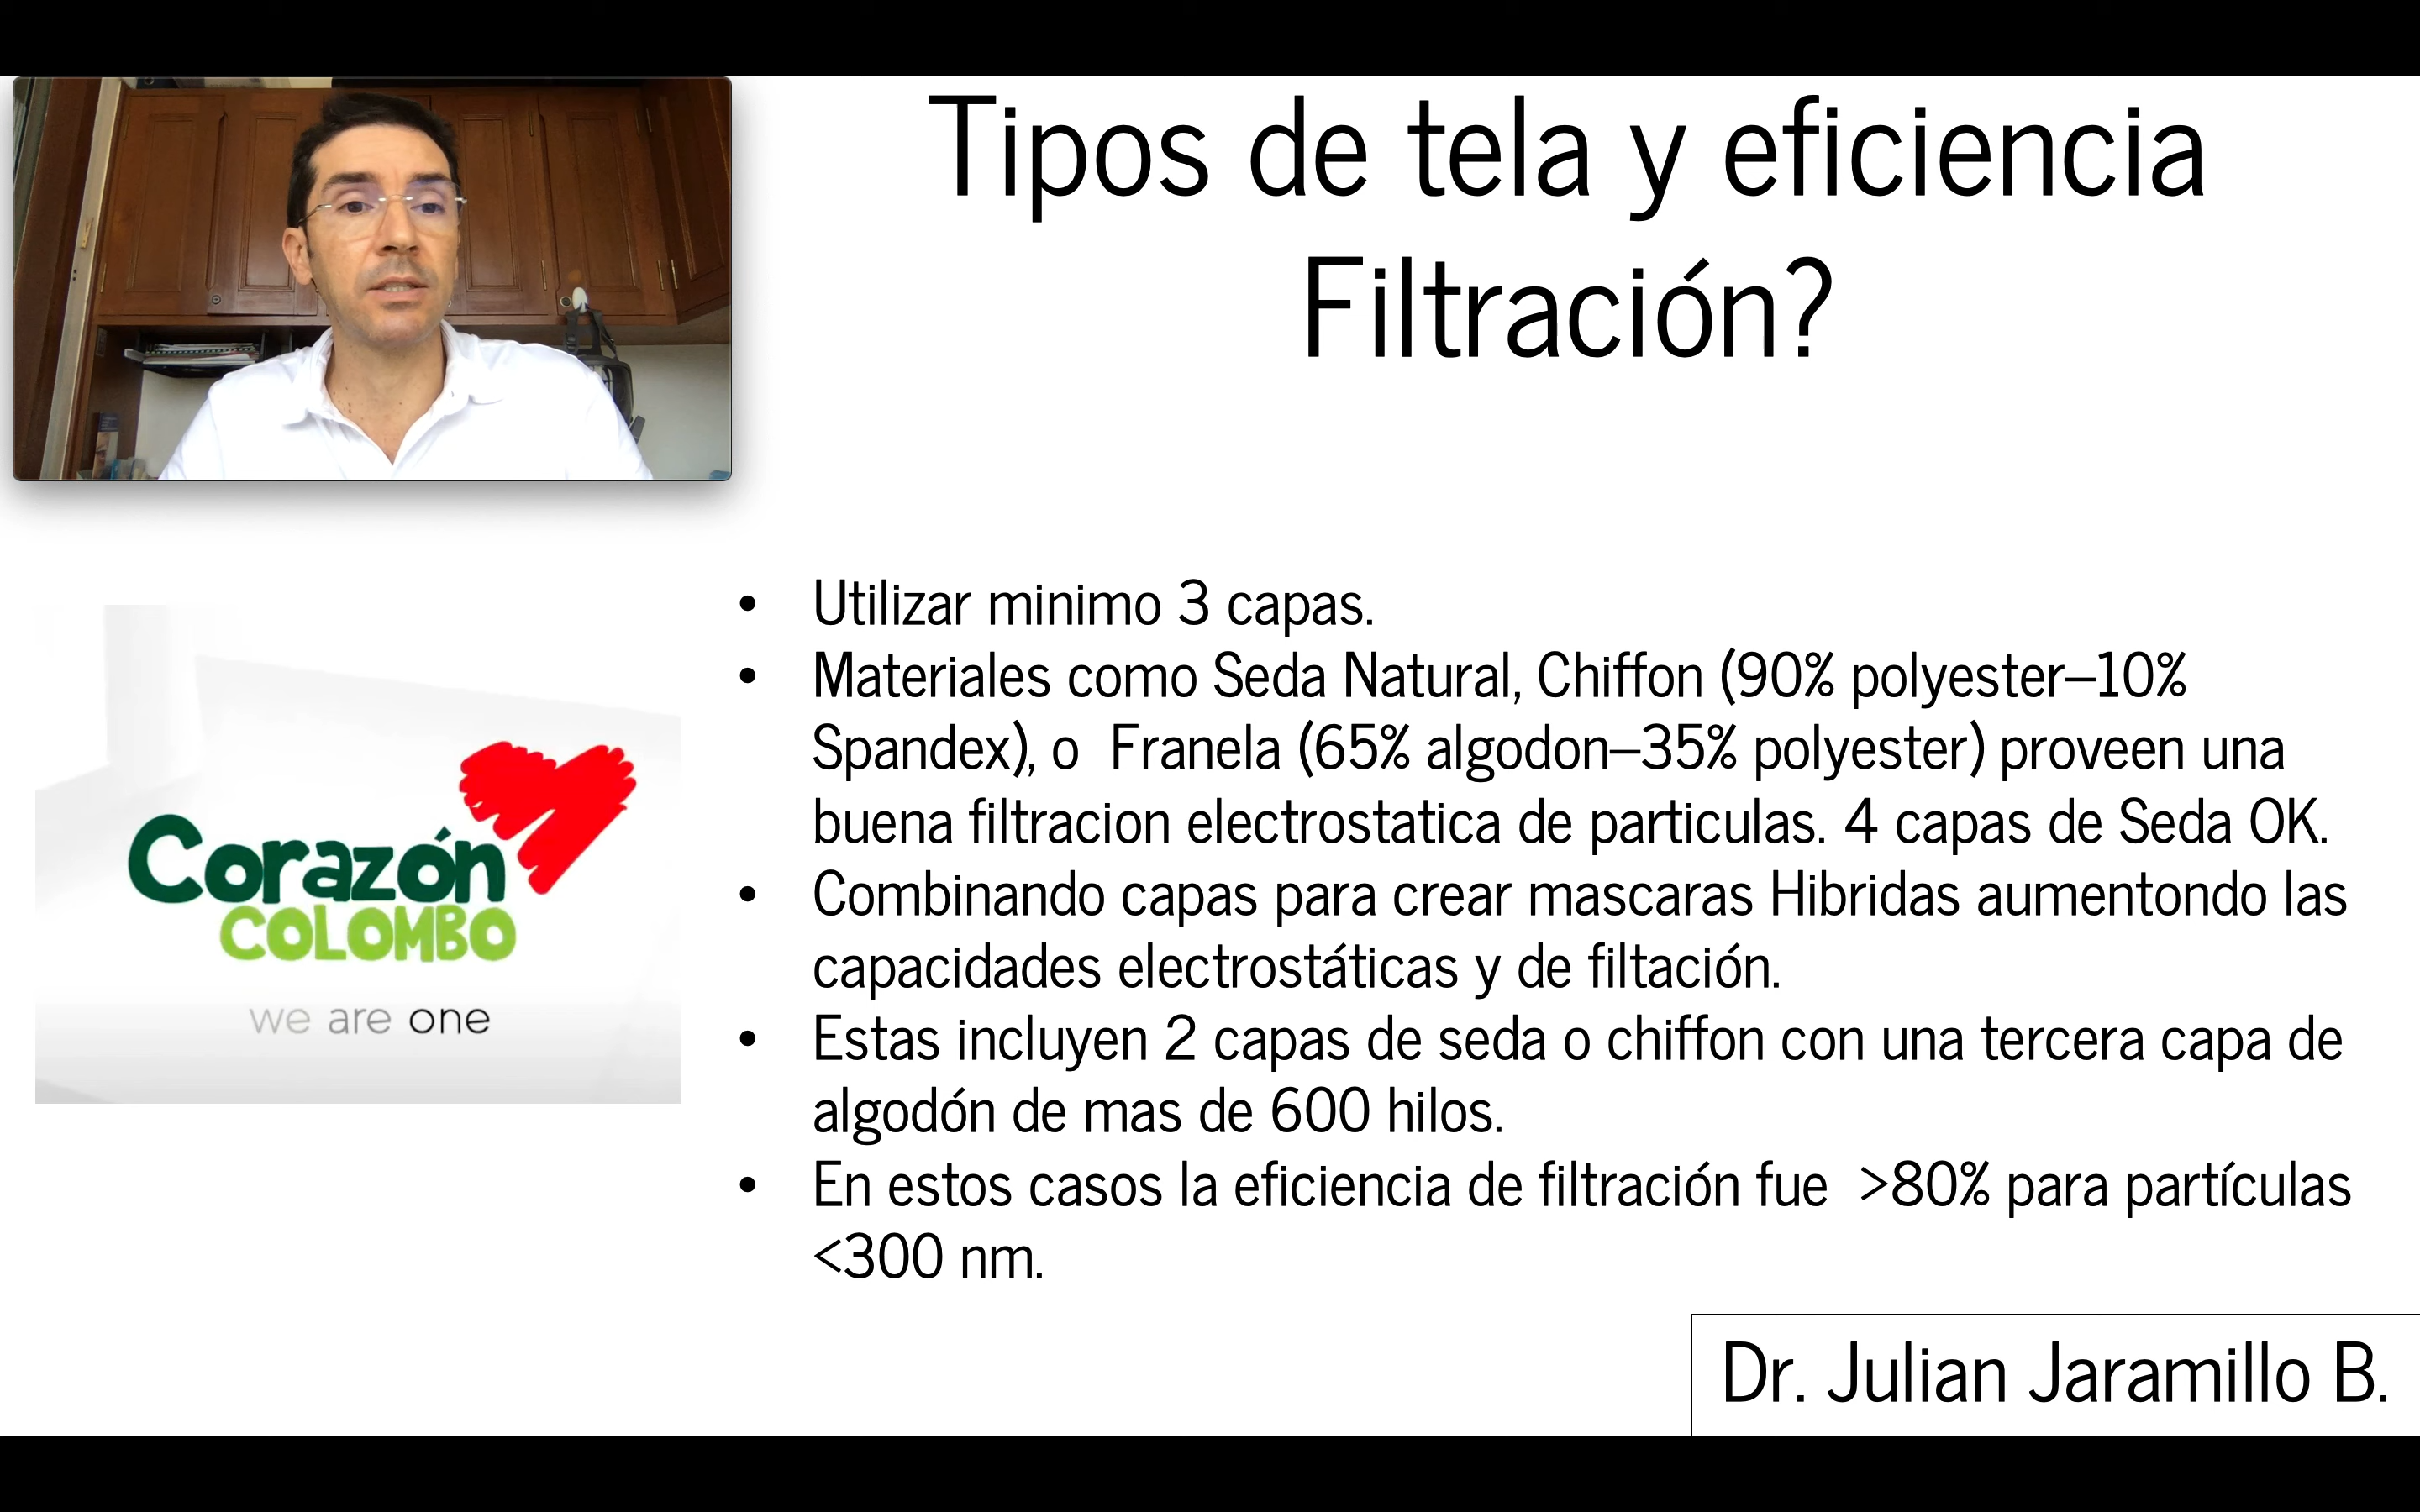 Tipos de tela y eficiencia
Filtración?
• Utilizar minimo 3 capas.
• Materiales como Seda Natural, Chiffon (90% polyester–10%
Spandex), o  Franela (65% algodon–35% polyester) proveen una
buena filtracion electrostatica de particulas. 4 capas de Seda OK.
• Combinando capas para crear mascaras Hibridas aumentondo las
capacidades electrostáticas y de filtación.
• Estas incluyen 2 capas de seda o chiffon con una tercera capa de
algodón de mas de 600 hilos.
• En estos casos la eficiencia de filtración fue  >80% para partículas
<300 nm.
Corazón
COLOMBO
we are one
Dr. Julian Jaramillo B.